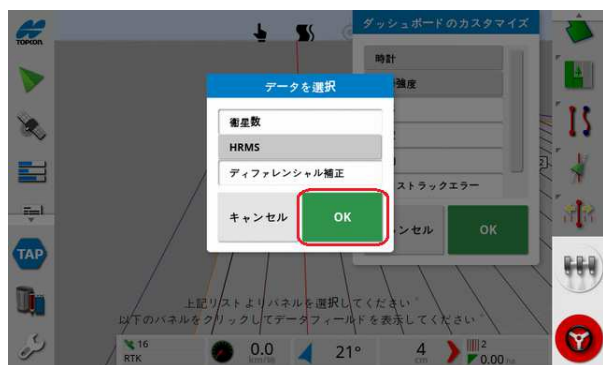 TOPCON
ダッシュボードのカスタマイズ
時計
強度
データを選択
衛星数
HRMS
ディファレンシャル補正
ストラックエラー
キャンセル
OK
ンセル
OK
TAP
上記リストよりパネルを選択してください
以下のパネルをクリックしてデータフィールドを表示してください
16
RTK
0.0
km/hr
21°
4
cm
2
0.00 ha